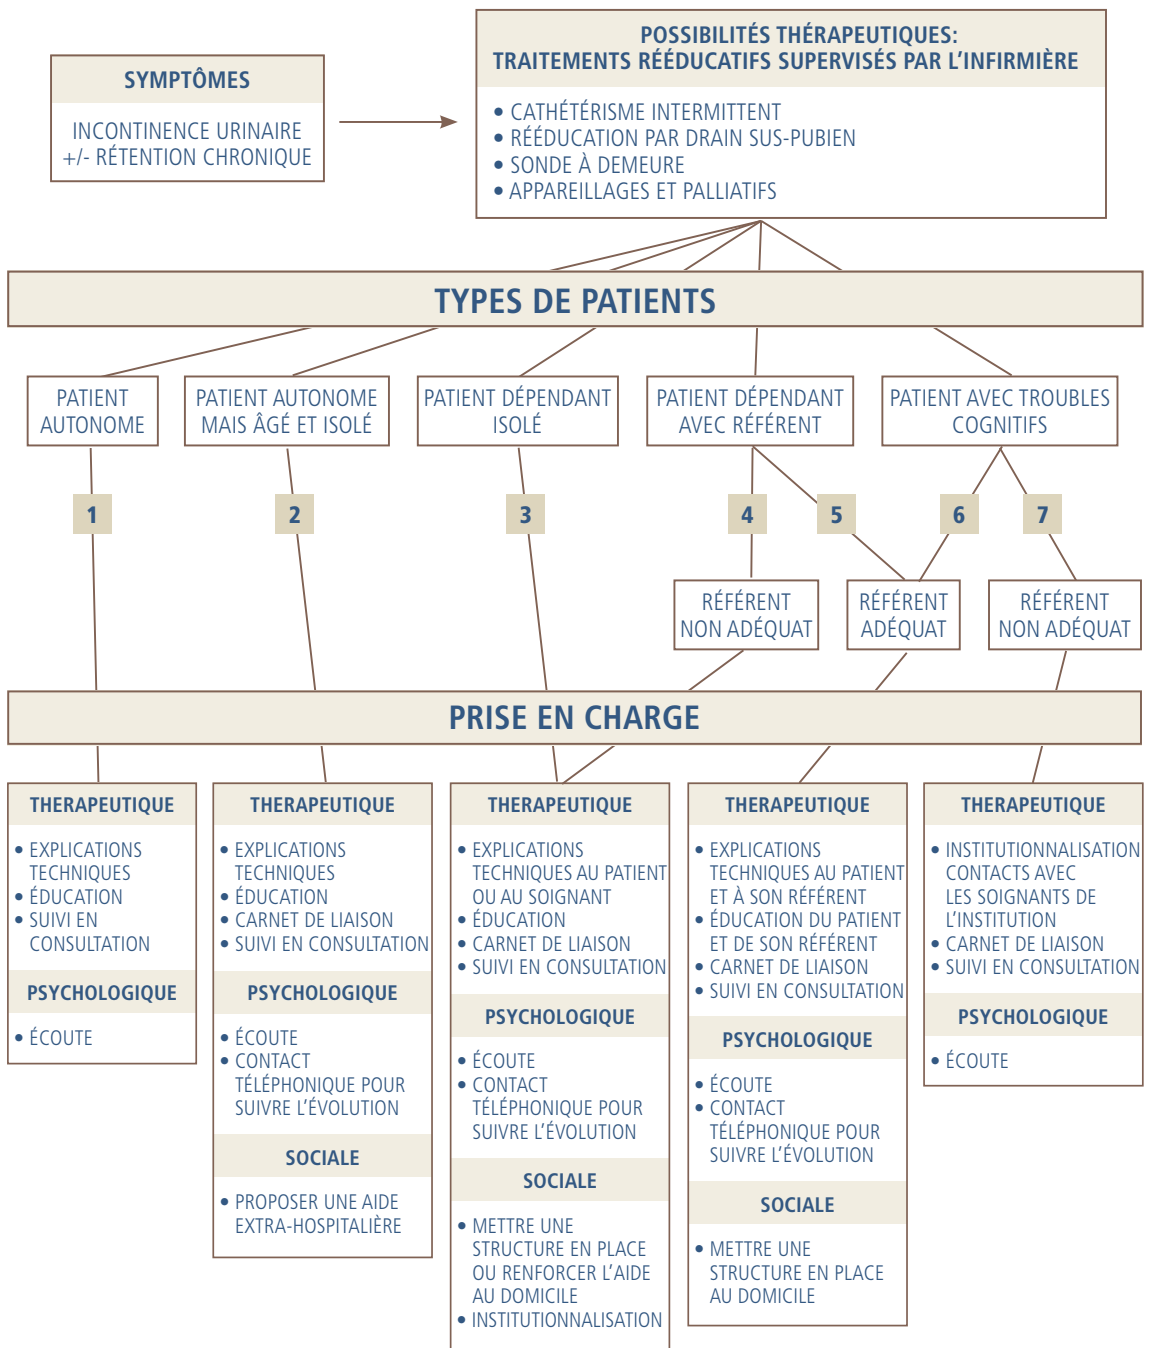 SYMPTÔMES
INCONTINENCE URINAIRE
+/- RÉTENTION CHRONIQUE
POSSIBILITÉS THÉRAPEUTIQUES:
TRAITEMENTS RÉÉDUCATIFS SUPERVISÉS PAR L'INFIRMIÈRE
• CATHÉTÉRISME INTERMITTENT
• RÉÉDUCATION PAR DRAIN SUS-PUBIEN
• SONDE À DEMEURE
• APPAREILLAGES ET PALLIATIFS
TYPES DE PATIENTS
PATIENT
AUTONOME
PATIENT AUTONOME
MAIS ÂGÉ ET ISOLÉ
PATIENT DÉPENDANT
ISOLÉ
PATIENT DÉPENDANT
AVEC RÉFÉRENT
PATIENT AVEC TROUBLES
COGNITIFS
1
2
3
4
5
6
7
RÉFÉRENT
NON ADÉQUAT
RÉFÉRENT
ADÉQUAT
RÉFÉRENT
NON ADÉQUAT
PRISE EN CHARGE
THERAPEUTIQUE
• EXPLICATIONS
TECHNIQUES
• ÉDUCATION
• SUIVI EN
CONSULTATION
PSYCHOLOGIQUE
• ÉCOUTE
THERAPEUTIQUE
• EXPLICATIONS
TECHNIQUES
• ÉDUCATION
• CARNET DE LIAISON
• SUIVI EN CONSULTATION
PSYCHOLOGIQUE
• ÉCOUTE
• CONTACT
TÉLÉPHONIQUE POUR
SUIVRE L'ÉVOLUTION
SOCIALE
• PROPOSER UNE AIDE
EXTRA-HOSPITALIÈRE
THERAPEUTIQUE
• EXPLICATIONS
TECHNIQUES AU PATIENT
OU AU SOIGNANT
• ÉDUCATION
• CARNET DE LIAISON
• SUIVI EN CONSULTATION
PSYCHOLOGIQUE
• ÉCOUTE
• CONTACT
TÉLÉPHONIQUE POUR
SUIVRE L'ÉVOLUTION
SOCIALE
• METTRE UNE
STRUCTURE EN PLACE
OU RENFORCER L'AIDE
AU DOMICILE
• INSTITUTIONNALISATION
THERAPEUTIQUE
• EXPLICATIONS
TECHNIQUES AU PATIENT
ET À SON RÉFÉRENT
• ÉDUCATION DU PATIENT
ET DE SON RÉFÉRENT
• CARNET DE LIAISON
• SUIVI EN CONSULTATION
PSYCHOLOGIQUE
• ÉCOUTE
• CONTACT
TÉLÉPHONIQUE POUR
SUIVRE L'ÉVOLUTION
SOCIALE
• METTRE UNE
STRUCTURE EN PLACE
AU DOMICILE
THERAPEUTIQUE
• INSTITUTIONNALISATION
CONTACTS AVEC
LES SOIGNANTS DE
L'INSTITUTION
• CARNET DE LIAISON
• SUIVI EN CONSULTATION
PSYCHOLOGIQUE
• ÉCOUTE